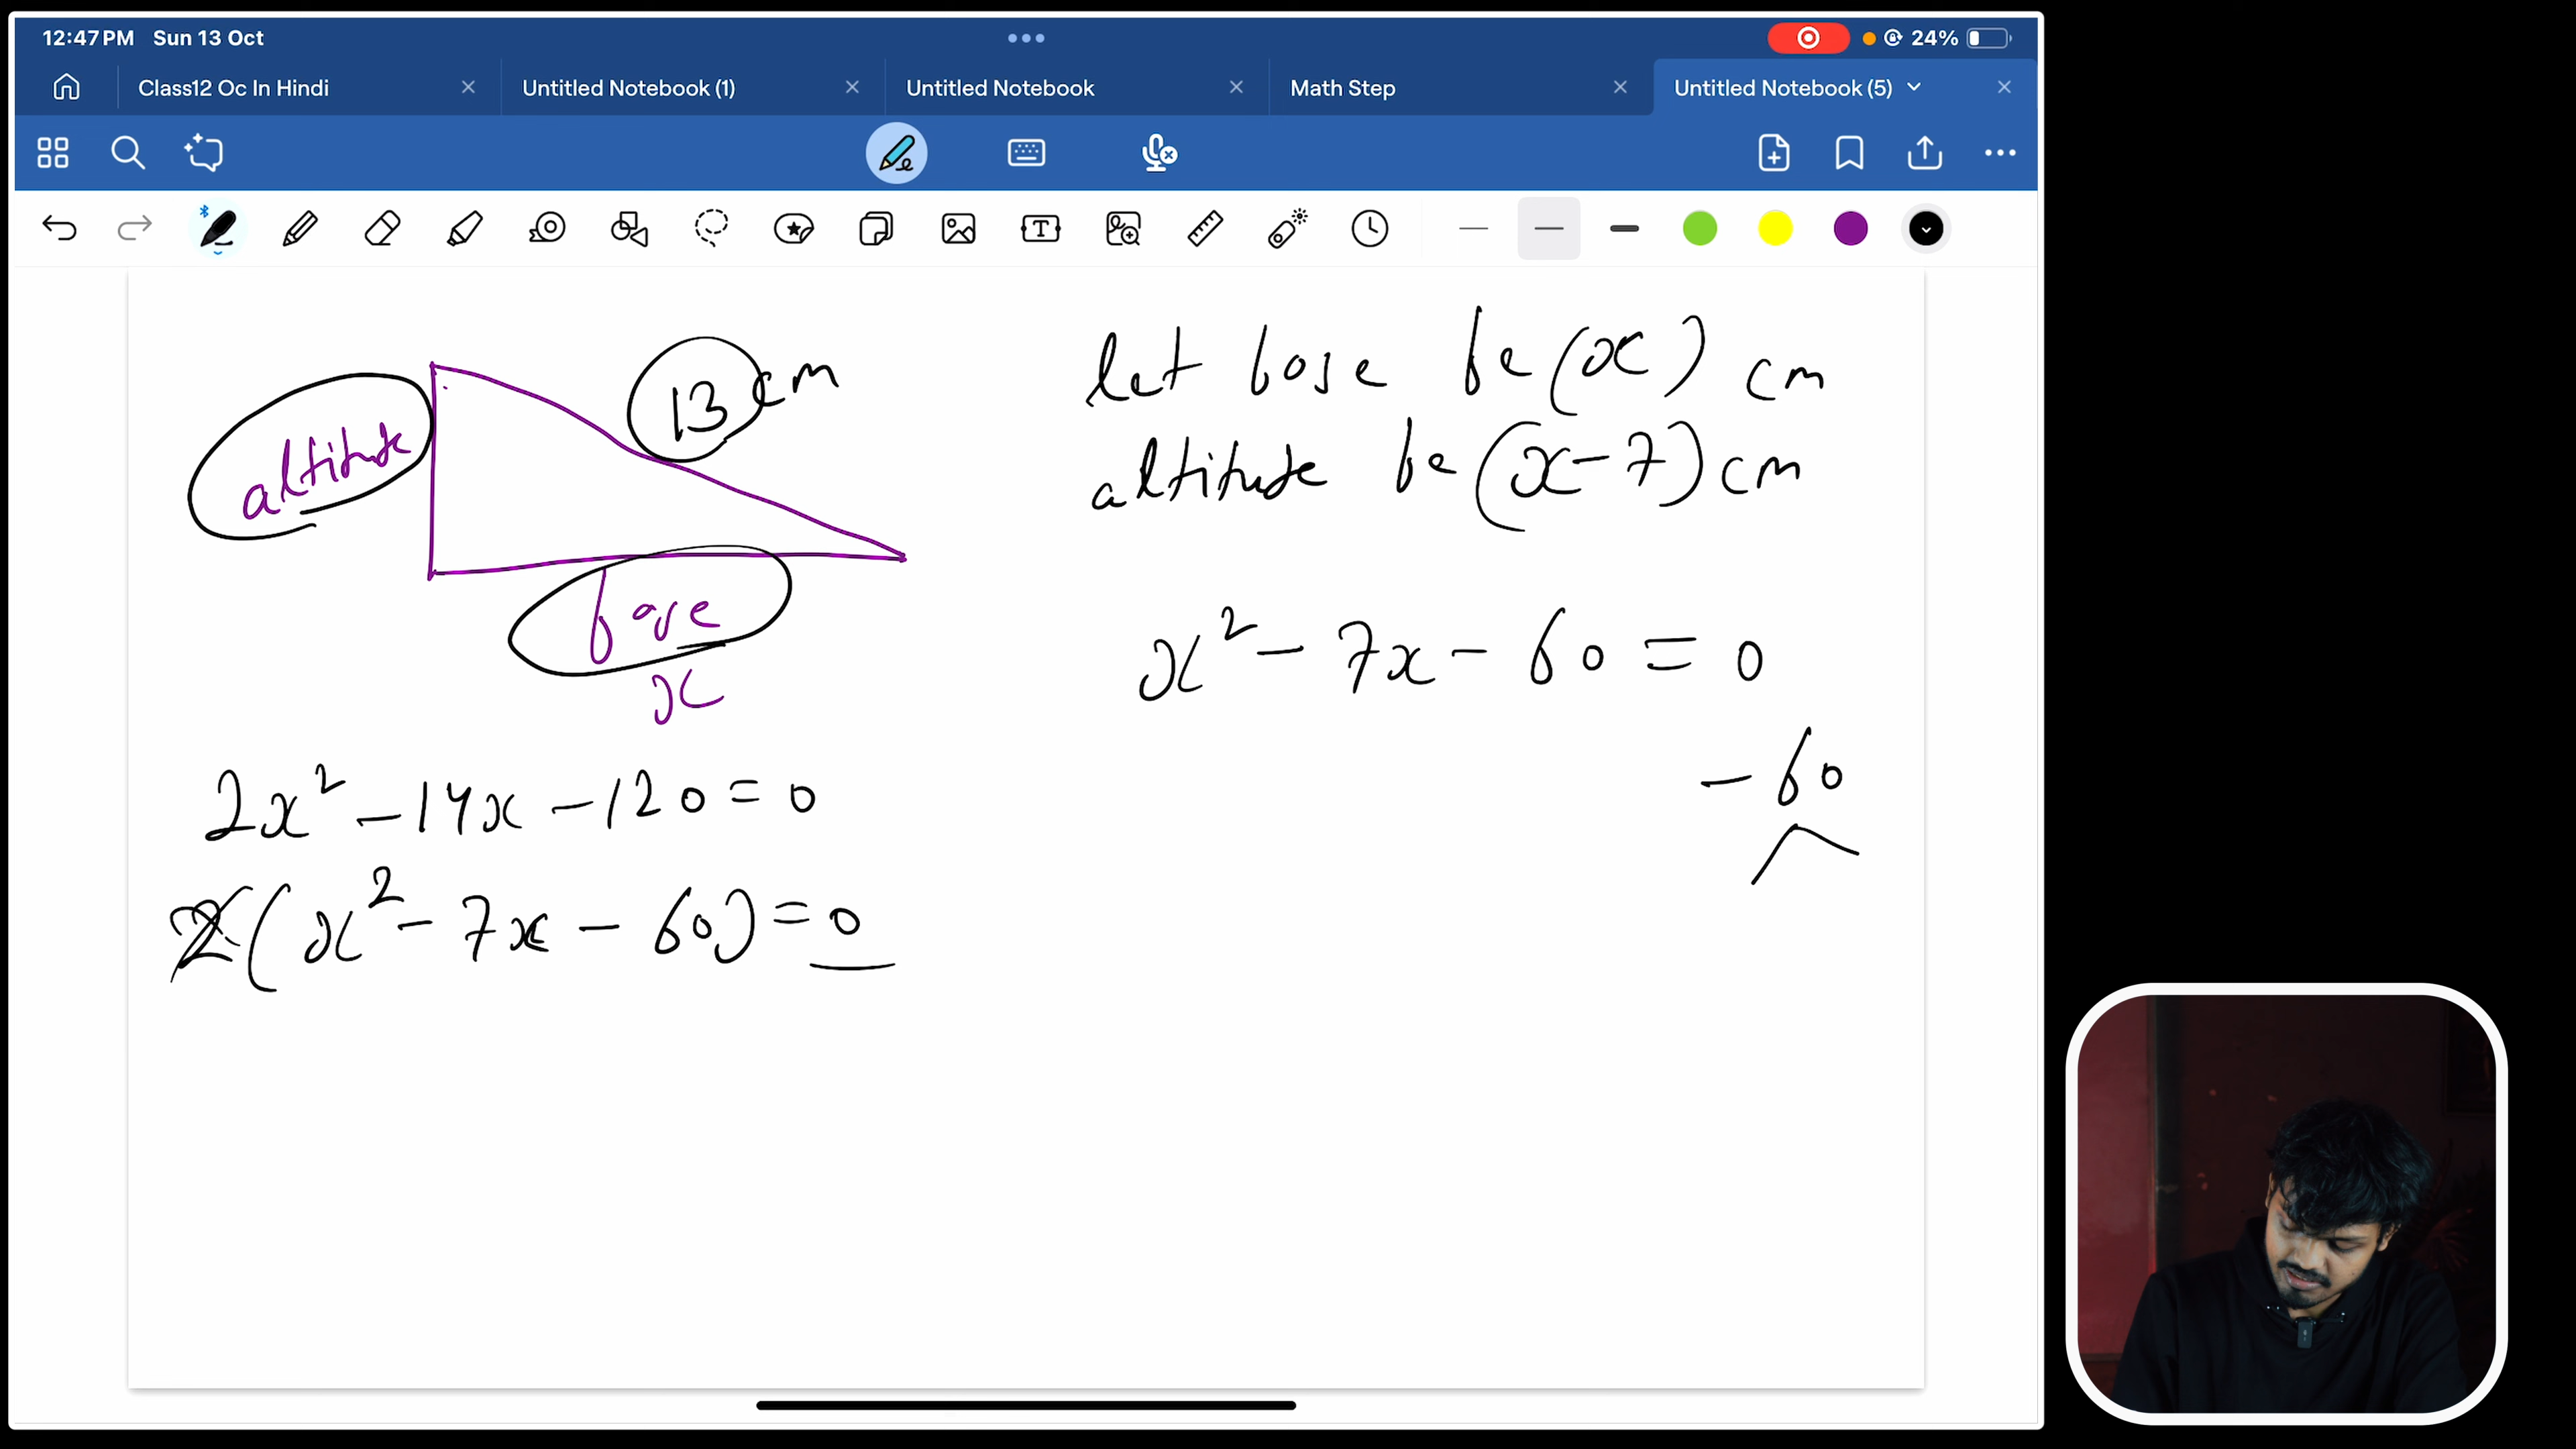 12:47 PM Sun 13 Oct
24%
Class12 Oc In Hindi
Untitled Notebook (1)
Untitled Notebook
Math Step
Untitled Notebook (5)
13 cm
altitude
base
x
let base be (x) cm
altitude be (x-7) cm
x² - 7x - 60 = 0
-60
2x² - 14x - 120 = 0
2(x² - 7x - 60) = 0